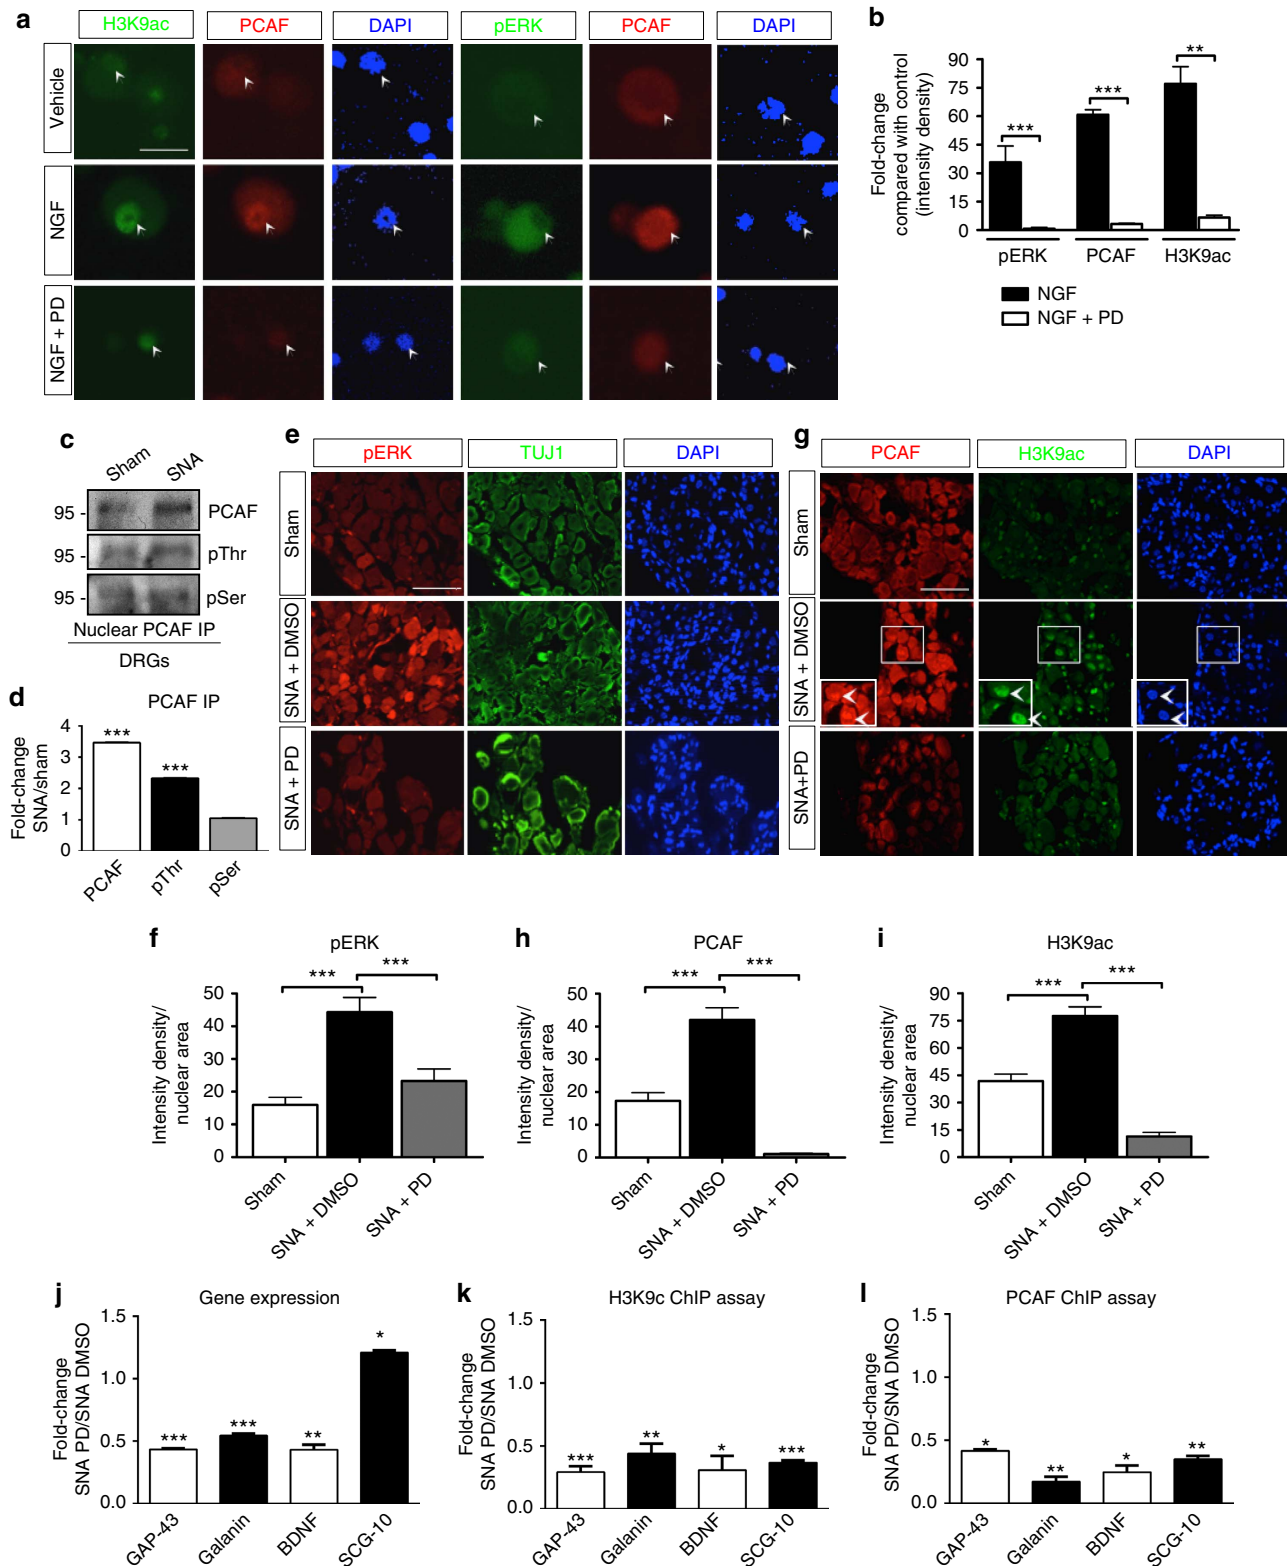 a
H3K9ac PCAF DAPI pERK PCAF DAPI
Vehicle
NGF
NGF + PD
b
Fold-change
compared with control
(intensity density)
90
75
60
45
30
15
0
*** *** **
pERK PCAF H3K9ac
NGF
NGF + PD
c
Sham SNA
95 - PCAF
95 - pThr
95 - pSer
Nuclear PCAF IP
DRGs
d
PCAF IP
Fold-change
SNA/sham
4
3
2
1
0
*** ***
PCAF pThr pSer
e
pERK TUJ1 DAPI
Sham
SNA + DMSO
SNA + PD
g
PCAF H3K9ac DAPI
Sham
SNA + DMSO
SNA+PD
f
pERK
Intensity density/
nuclear area
50
40
30
20
10
0
*** ***
Sham SNA + DMSO SNA + PD
h
PCAF
Intensity density/
nuclear area
50
40
30
20
10
0
*** ***
Sham SNA + DMSO SNA + PD
i
H3K9ac
Intensity density/
nuclear area
90
75
60
45
30
15
0
*** ***
Sham SNA + DMSO SNA + PD
j
Gene expression
Fold-change
SNA PD/SNA DMSO
1.5
1.0
0.5
0.0
*** *** ** *
GAP-43 Galanin BDNF SCG-10
k
H3K9c ChIP assay
Fold-change
SNA PD/SNA DMSO
1.5
1.0
0.5
0.0
*** ** * ***
GAP-43 Galanin BDNF SCG-10
l
PCAF ChIP assay
Fold-change
SNA PD/SNA DMSO
1.5
1.0
0.5
0.0
* ** * **
GAP-43 Galanin BDNF SCG-10